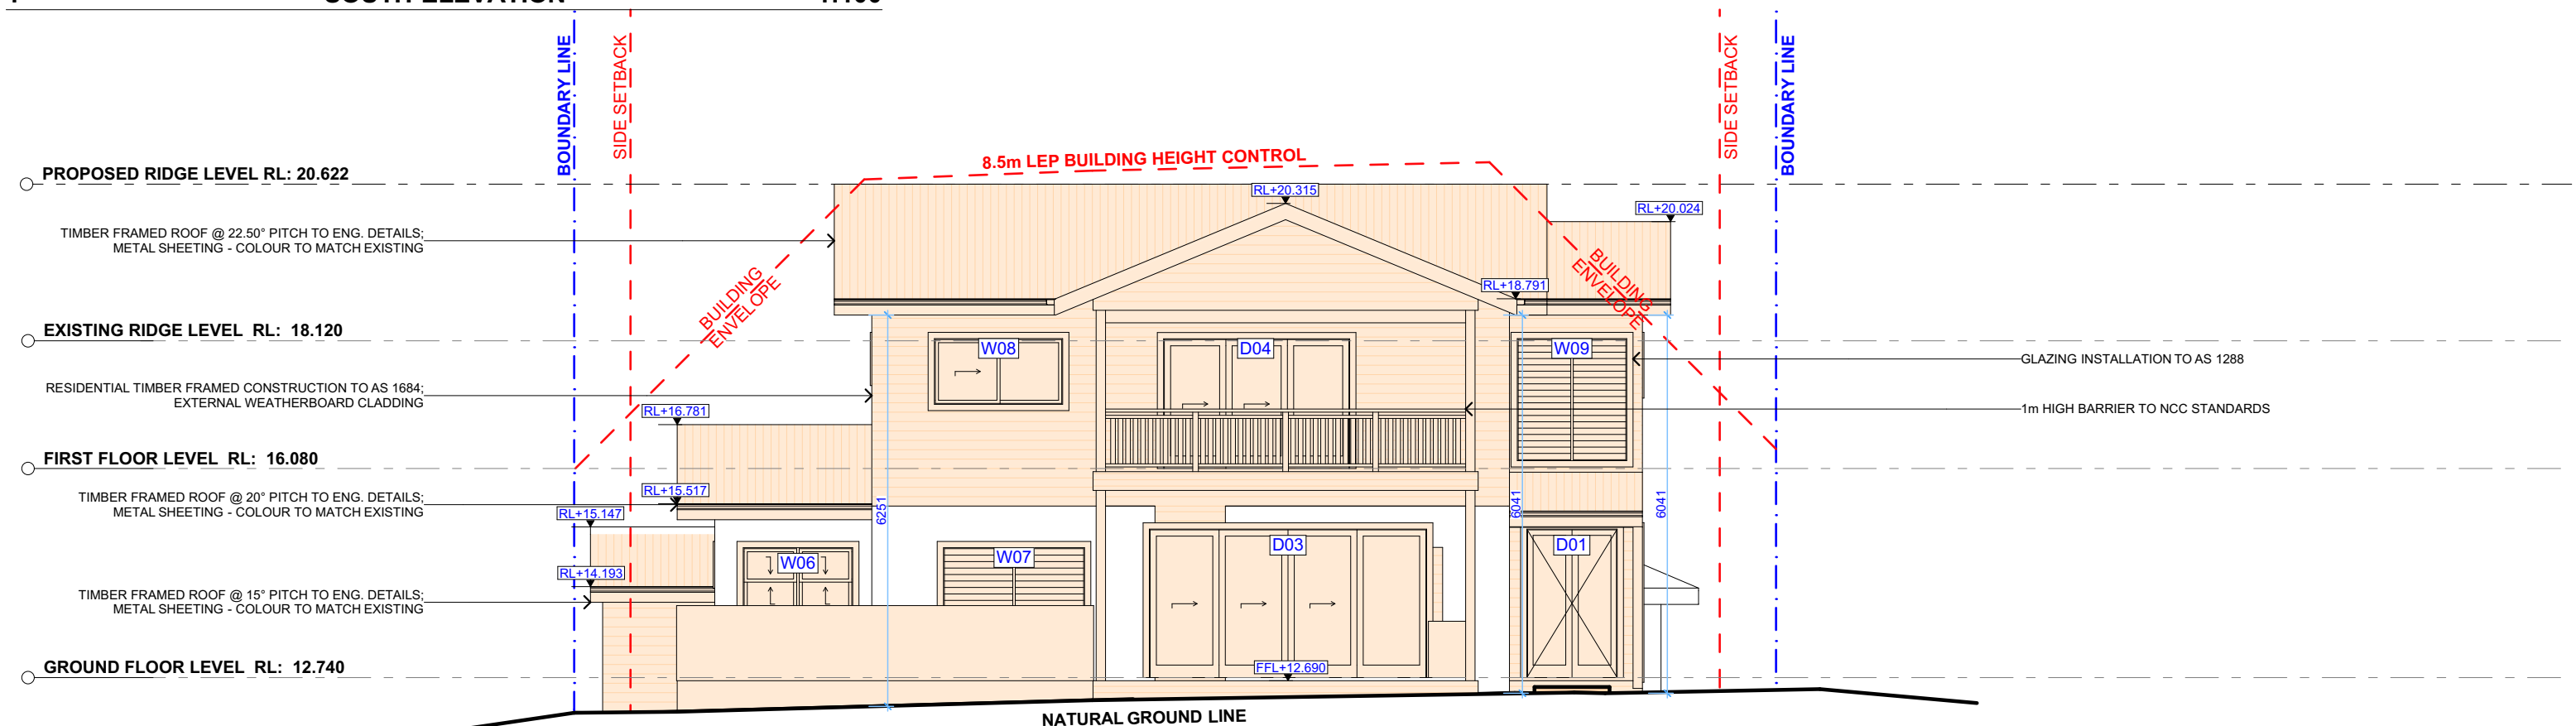 BOUNDARY LINE
SIDE SETBACK
SIDE SETBACK
BOUNDARY LINE
8.5m LEP BUILDING HEIGHT CONTROL
PROPOSED RIDGE LEVEL RL: 20.622
RL+20.315
RL+20.024
TIMBER FRAMED ROOF @ 22.50° PITCH TO ENG. DETAILS;
METAL SHEETING - COLOUR TO MATCH EXISTING
BUILDING
ENVELOPE
BUILDING
ENVELOPE
RL+18.791
EXISTING RIDGE LEVEL RL: 18.120
W08
D04
W09
GLAZING INSTALLATION TO AS 1288
RESIDENTIAL TIMBER FRAMED CONSTRUCTION TO AS 1684;
EXTERNAL WEATHERBOARD CLADDING
RL+16.781
1m HIGH BARRIER TO NCC STANDARDS
FIRST FLOOR LEVEL RL: 16.080
RL+15.517
TIMBER FRAMED ROOF @ 20° PITCH TO ENG. DETAILS;
METAL SHEETING - COLOUR TO MATCH EXISTING
RL+15.147
6251
6041
6041
W06
W07
D03
D01
RL+14.193
TIMBER FRAMED ROOF @ 15° PITCH TO ENG. DETAILS;
METAL SHEETING - COLOUR TO MATCH EXISTING
GROUND FLOOR LEVEL RL: 12.740
FFL+12.690
NATURAL GROUND LINE